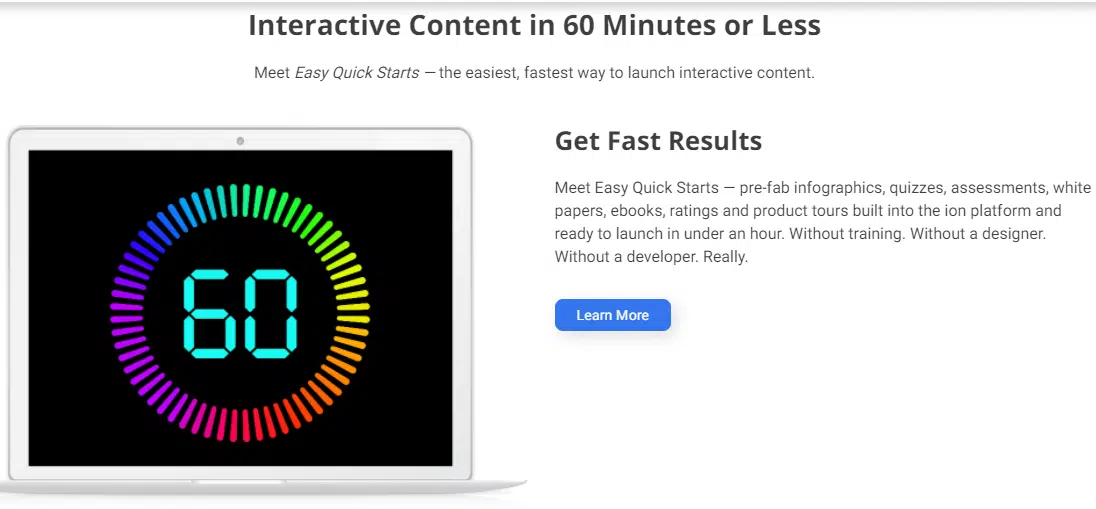 Interactive Content in 60 Minutes or Less
Meet Easy Quick Starts — the easiest, fastest way to launch interactive content.
60
Get Fast Results
Meet Easy Quick Starts — pre-fab infographics, quizzes, assessments, white
papers, ebooks, ratings and product tours built into the ion platform and
ready to launch in under an hour. Without training. Without a designer.
Without a developer. Really.
Learn More